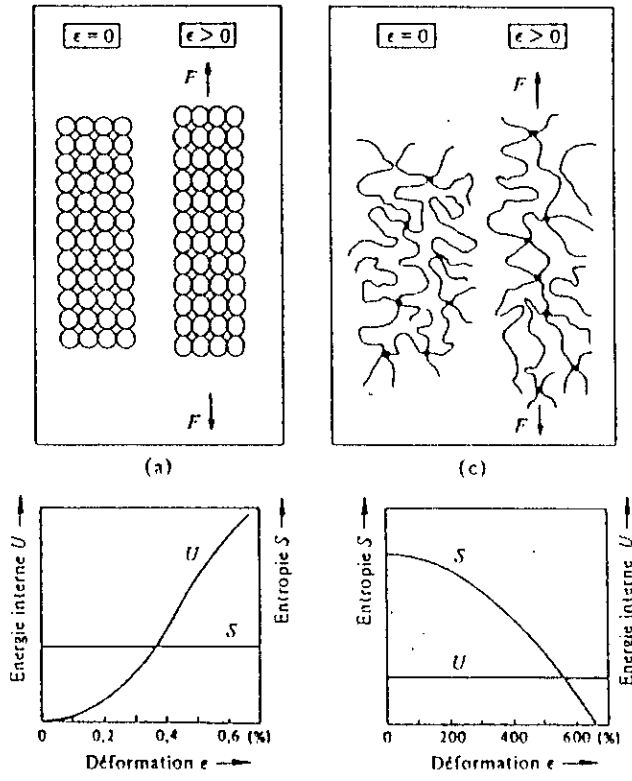 ϵ = 0 ϵ > 0 ϵ = 0 ϵ > 0
F F
F F
(a) (c)
Energie interne U
U
S
Entropie S
0 0,2 0,4 0,6 (%)
Déformation ϵ
Entropie S
S
U
Energie interne U
0 200 400 600 (%)
Déformation ϵ